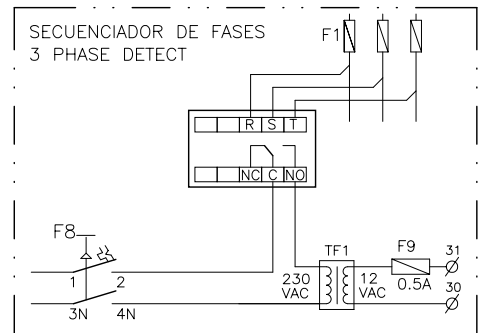 SECUENCIADOR DE FASES
3 PHASE DETECT
F1
R S T
NC C NO
F8
1 2
3N 4N
TF1
230
VAC
12
VAC
F9
0.5A
31
30